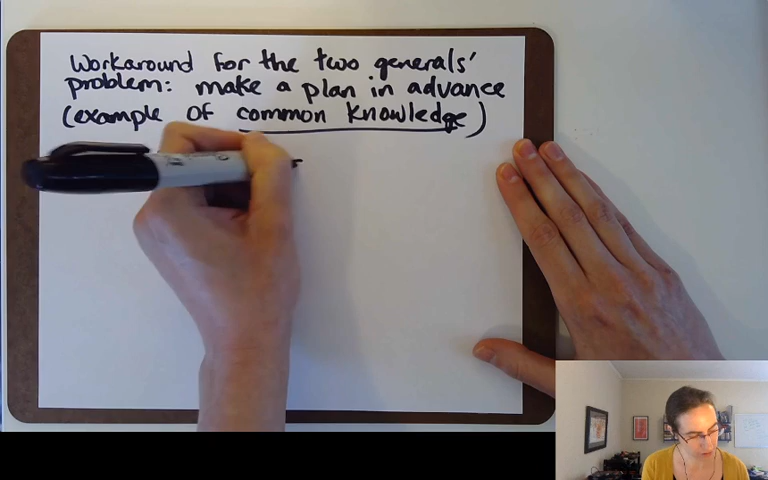 Workaround for the two generals'
problem: make a plan in advance
(example of common knowledge)